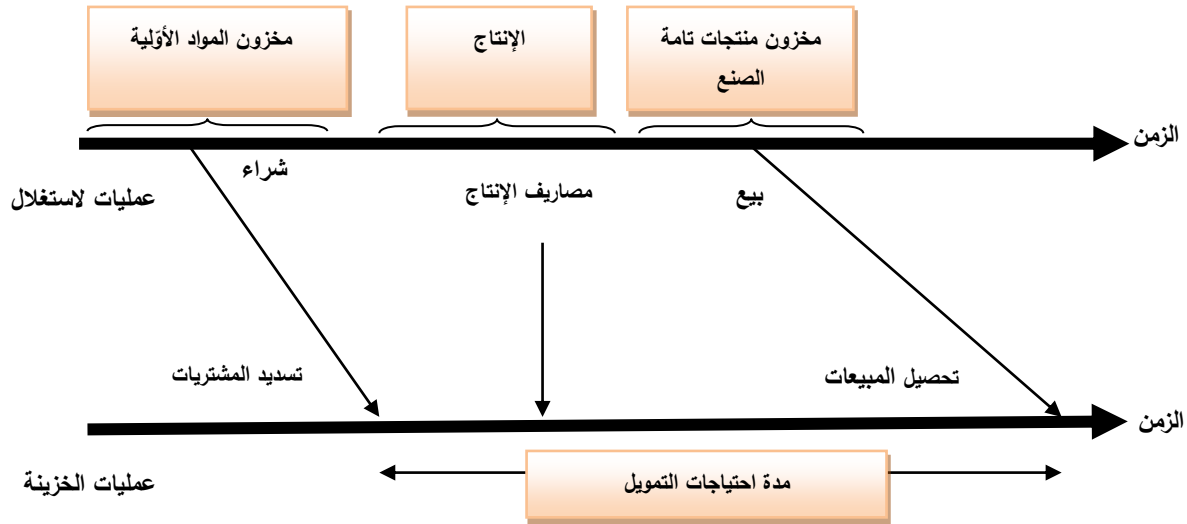 مخزون المواد الأوّلية
الإنتاج
مخزون منتجات تامة
الصنع
الزمن
شراء
بيع
مصاريف الإنتاج
عمليات لاستغلال
تسديد المشتريات
تحصيل المبيعات
الزمن
مدة احتياجات التمويل
عمليات الخزينة